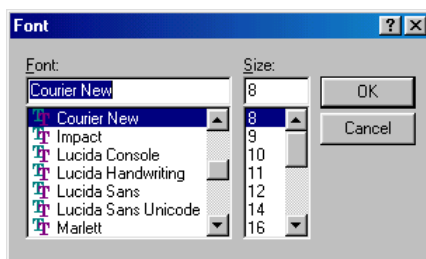 Font
Font:
Size:
Courier New
8
OK
Cancel
Courier New
Impact
Lucida Console
Lucida Handwriting
Lucida Sans
Lucida Sans Unicode
Marlett
8
9
10
11
12
14
16